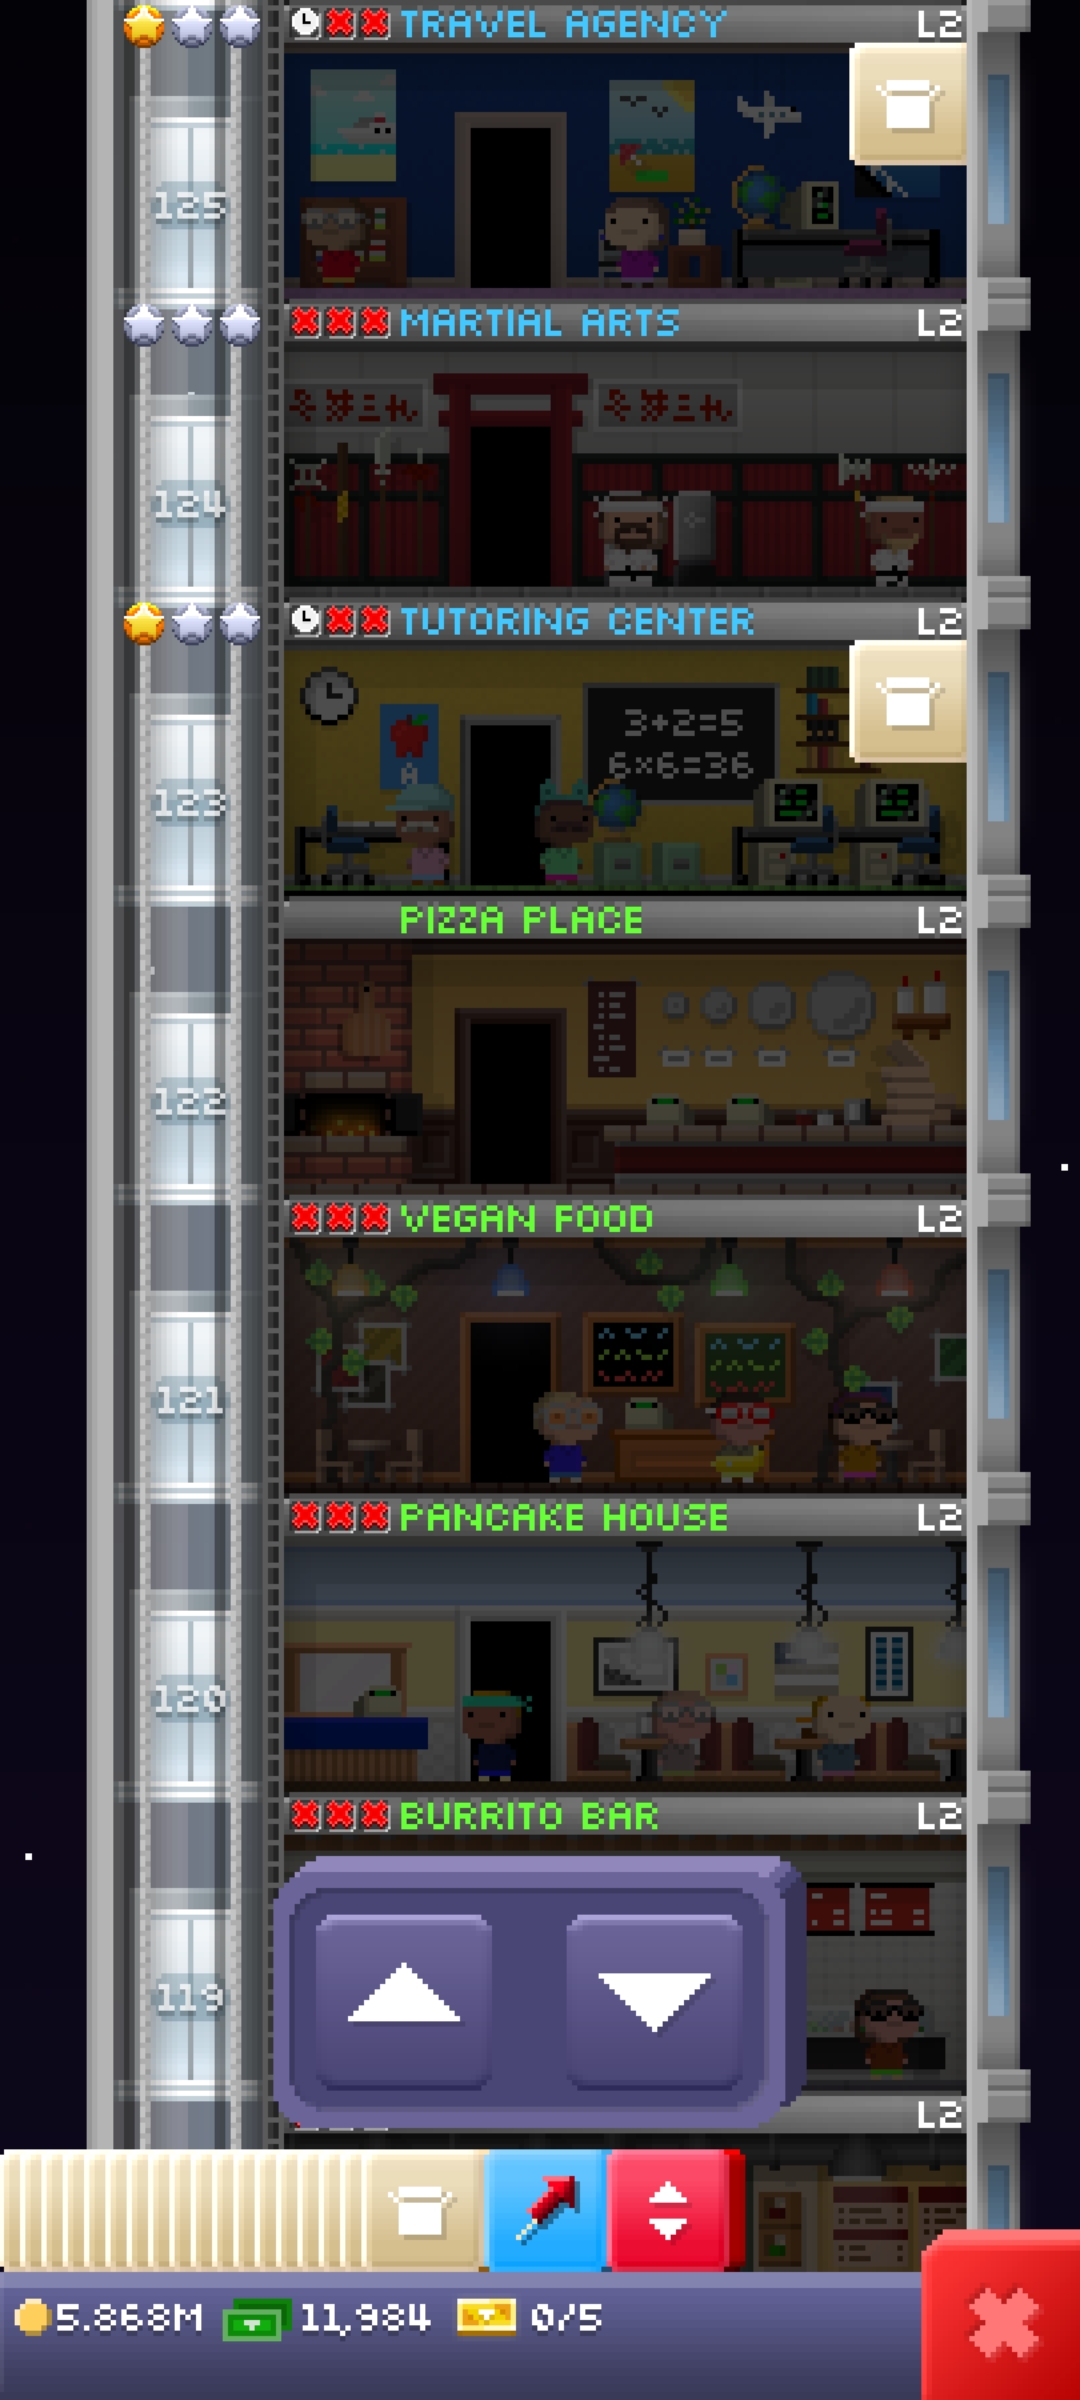 TRAVEL AGENCY L2
125
MARTIAL ARTS L2
124
TUTORING CENTER L2
3+2=5
6×6=36
A
123
PIZZA PLACE L2
122
VEGAN FOOD L2
121
PANCAKE HOUSE L2
120
BURRITO BAR L2
119
L2
5.868M 11,984 0/5